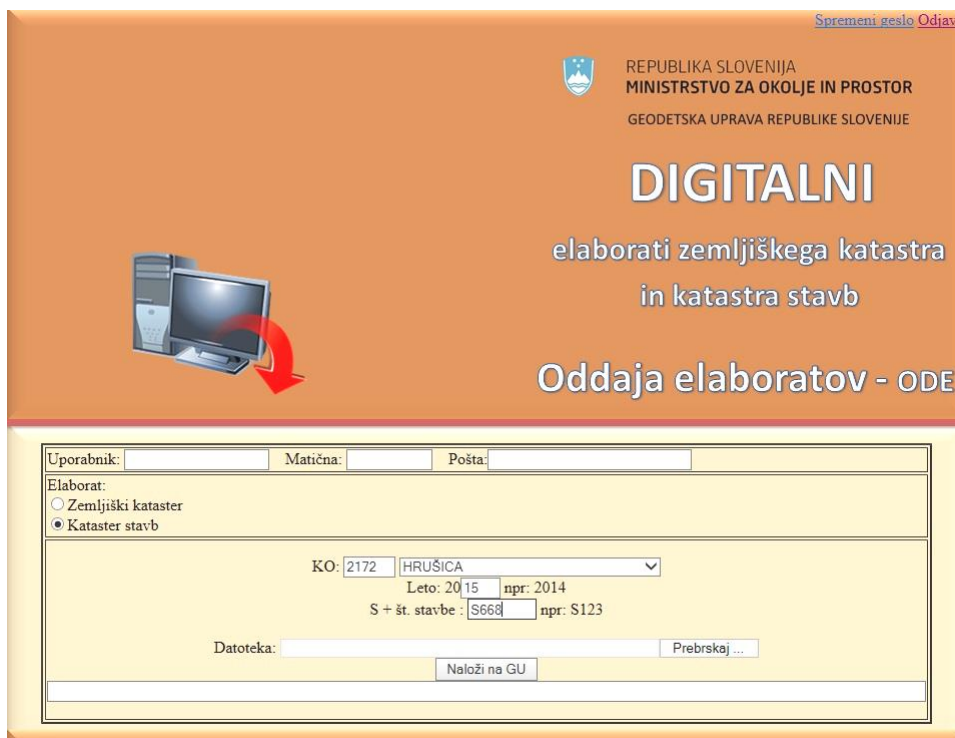 Spremeni geslo Odjav
REPUBLIKA SLOVENIJA
MINISTRSTVO ZA OKOLJE IN PROSTOR
GEODETSKA UPRAVA REPUBLIKE SLOVENIJE
DIGITALNI
elaborati zemljiškega katastra
in katastra stavb
Oddaja elaboratov - ODE
Uporabnik: Matična: Pošta:
Elaborat:
Zemljiški kataster
Kataster stavb
KO: 2172 HRUŠICA
Leto: 20 15 npr: 2014
S + št. stavbe : S668 npr: S123
Datoteka: Prebrskaj ...
Naloži na GU